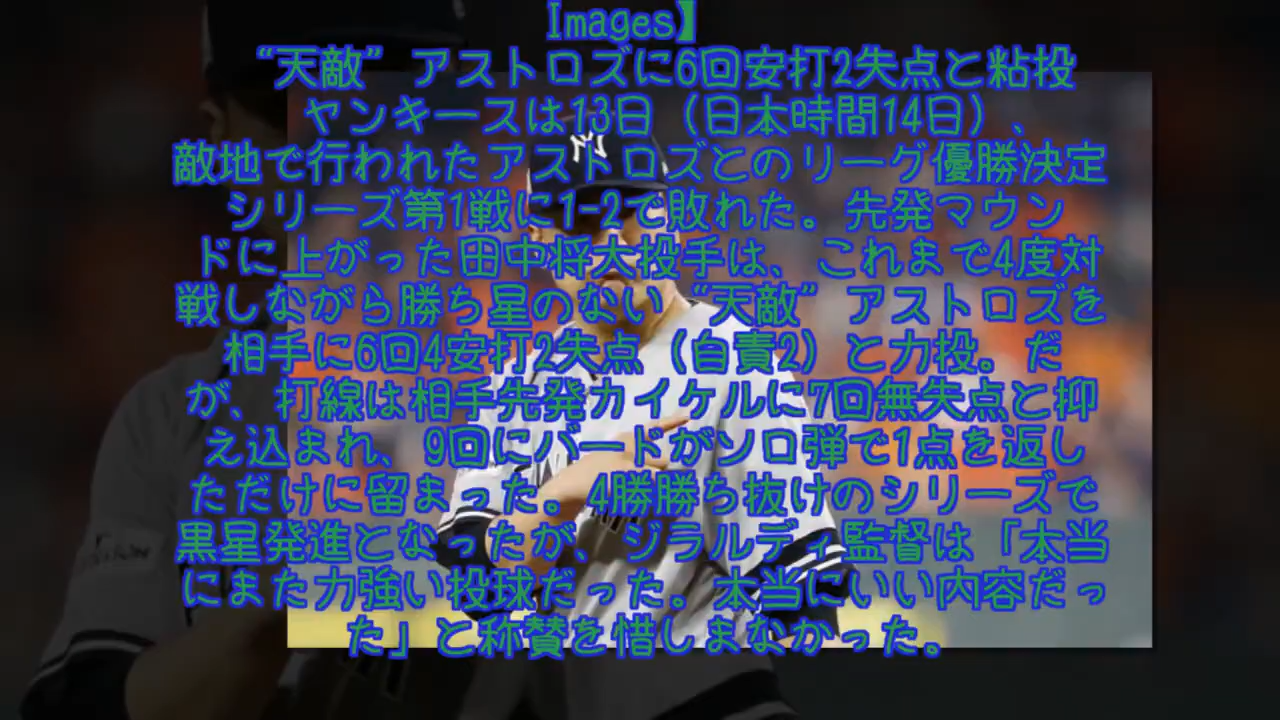 Images】
“天敵”アストロズに6回安打2失点と粘投
ヤンキースは13日（日本時間14日）、
敵地で行われたアストロズとのリーグ優勝決定
シリーズ第1戦に1-2で敗れた。先発マウン
ドに上がった田中将大投手は、これまで4度対
戦しながら勝ち星のない“天敵”アストロズを
相手に6回4安打2失点（自責2）と力投。だ
が、打線は相手先発カイケルに7回無失点と抑
え込まれ、9回にバードがソロ弾で1点を返し
ただけに留まった。4勝勝ち抜けのシリーズで
黒星発進となったが、ジラルディ監督は「本当
にまた力強い投球だった。本当にいい内容だっ
た」と称賛を惜しまなかった。